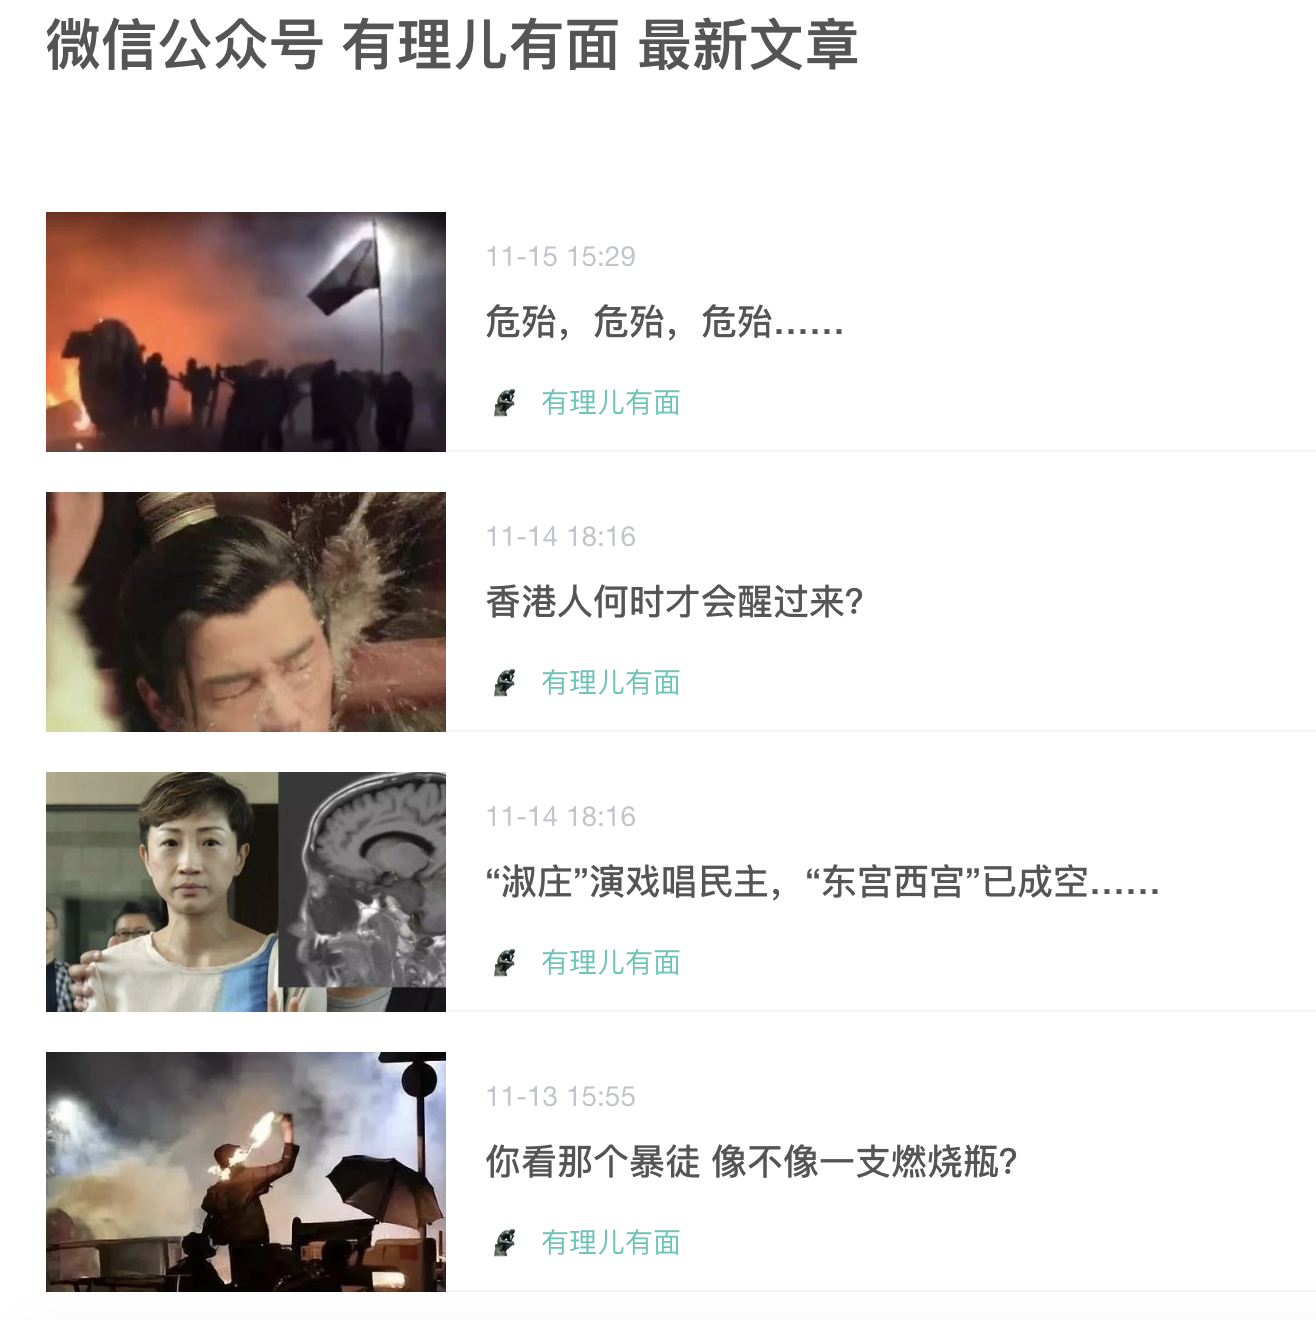 微信公众号 有理儿有面 最新文章
11-15 15:29
危殆，危殆，危殆……
有理儿有面
11-14 18:16
香港人何时才会醒过来?
有理儿有面
11-14 18:16
“淑庄”演戏唱民主，“东宫西宫”已成空……
有理儿有面
11-13 15:55
你看那个暴徒 像不像一支燃烧瓶?
有理儿有面